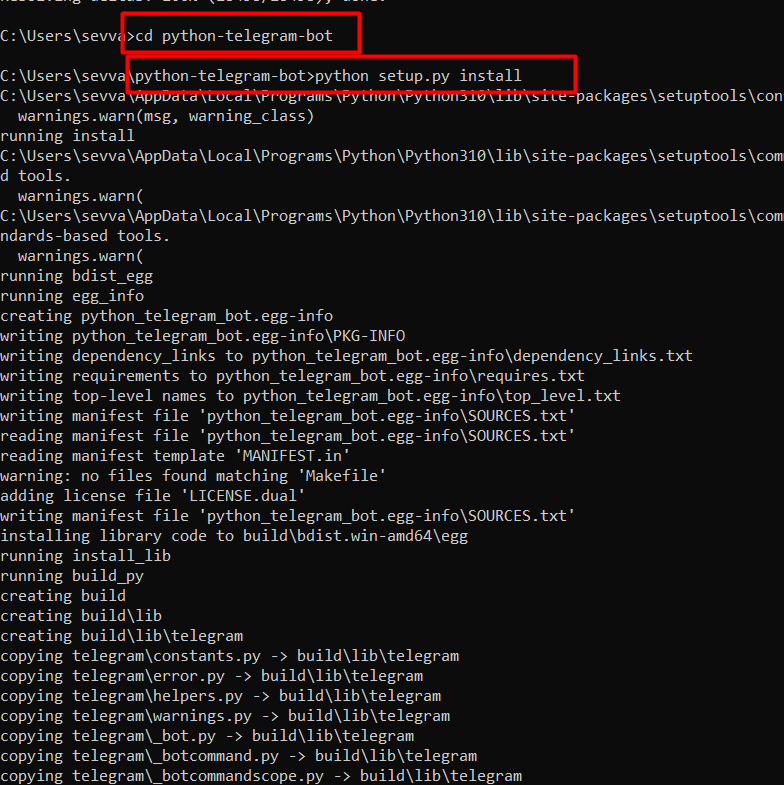 C:\Users\sevva>cd python-telegram-bot
C:\Users\sevva\python-telegram-bot>python setup.py install
C:\Users\sevva\AppData\Local\Programs\Python\Python310\lib\site-packages\setuptools\con
  warnings.warn(msg, warning_class)
running install
C:\Users\sevva\AppData\Local\Programs\Python\Python310\lib\site-packages\setuptools\com
d tools.
  warnings.warn(
C:\Users\sevva\AppData\Local\Programs\Python\Python310\lib\site-packages\setuptools\com
ndards-based tools.
  warnings.warn(
running bdist_egg
running egg_info
creating python_telegram_bot.egg-info
writing python_telegram_bot.egg-info\PKG-INFO
writing dependency_links to python_telegram_bot.egg-info\dependency_links.txt
writing requirements to python_telegram_bot.egg-info\requires.txt
writing top-level names to python_telegram_bot.egg-info\top_level.txt
writing manifest file 'python_telegram_bot.egg-info\SOURCES.txt'
reading manifest file 'python_telegram_bot.egg-info\SOURCES.txt'
reading manifest template 'MANIFEST.in'
warning: no files found matching 'Makefile'
adding license file 'LICENSE.dual'
writing manifest file 'python_telegram_bot.egg-info\SOURCES.txt'
installing library code to build\bdist.win-amd64\egg
running install_lib
running build_py
creating build
creating build\lib
creating build\lib\telegram
copying telegram\constants.py -> build\lib\telegram
copying telegram\error.py -> build\lib\telegram
copying telegram\helpers.py -> build\lib\telegram
copying telegram\warnings.py -> build\lib\telegram
copying telegram\_bot.py -> build\lib\telegram
copying telegram\_botcommand.py -> build\lib\telegram
copying telegram\_botcommandscope.py -> build\lib\telegram